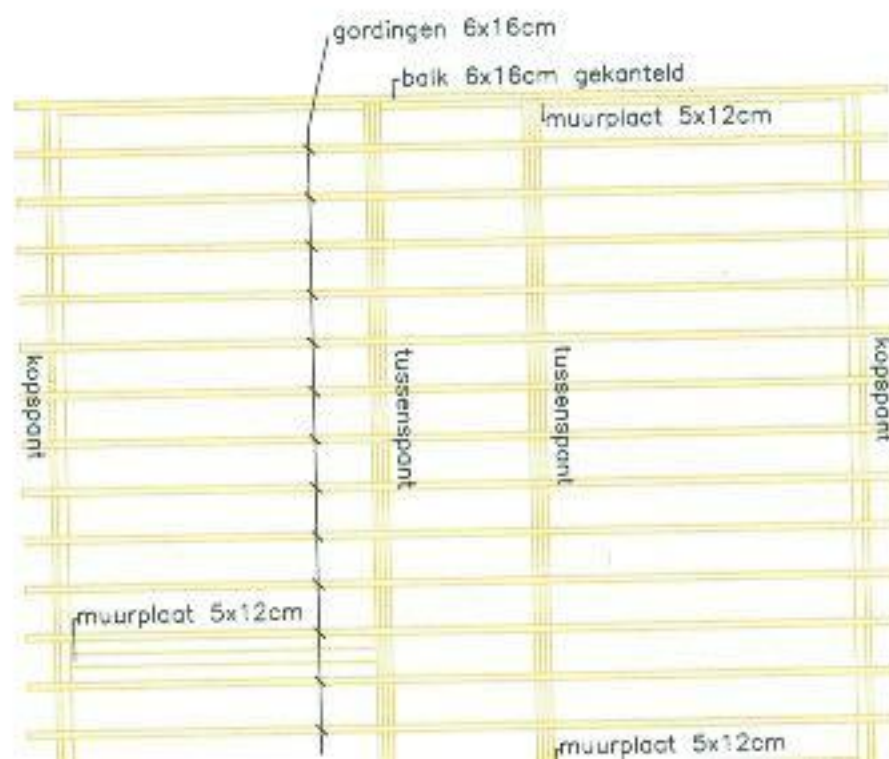 gordingen 6x16cm
balk 6x16cm gekanteld
muurplaat 5x12cm
kopspant
tussenspant
tussenspant
kopspant
muurplaat 5x12cm
muurplaat 5x12cm